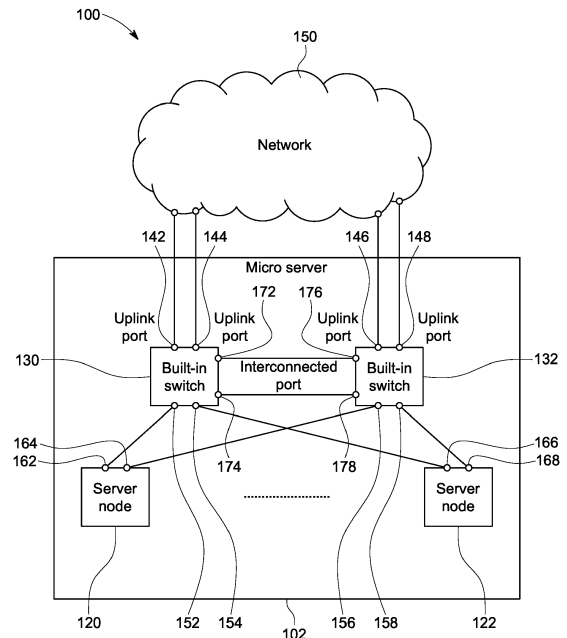 100
150
Network
142
144
146
148
Micro server
172
176
Uplink
port
Uplink
port
Uplink
port
Uplink
port
130
Built-in
switch
Interconnected
port
Built-in
switch
132
164
162
174
178
166
168
Server
node
Server
node
120
152
154
102
156
158
122